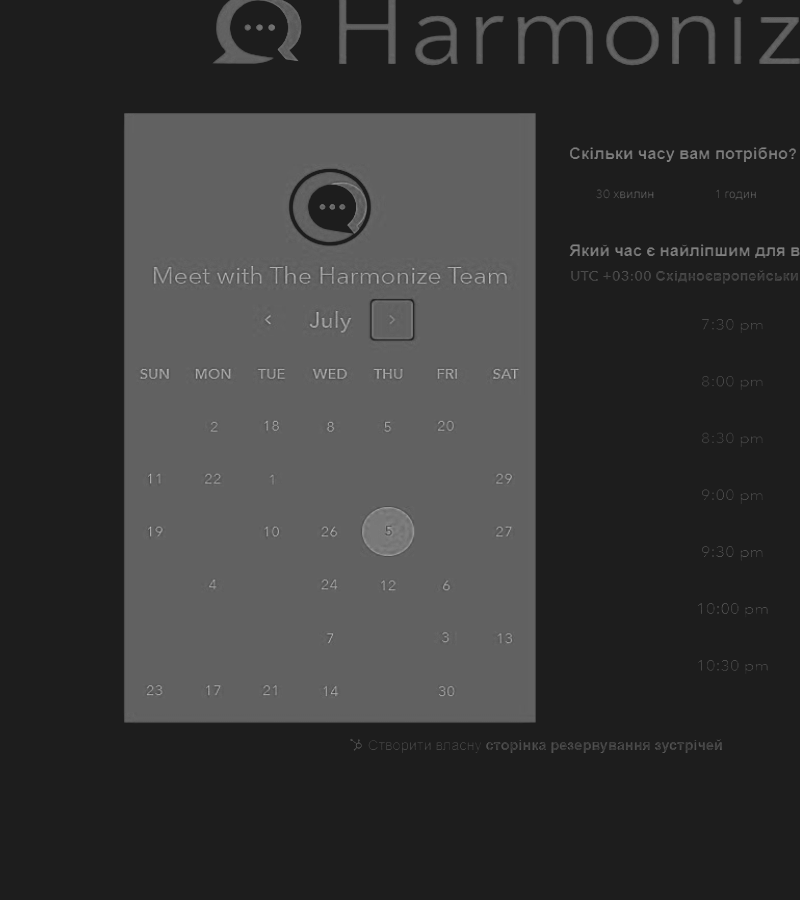 Harmoniz
Meet with The Harmonize Team
July
SUN MON TUE WED THU FRI SAT
2 18 8 5 20
11 22 1 29
19 10 26 5 27
4 24 12 6
7 3 13
23 17 21 14 30
Скільки часу вам потрібно?
30 хвилин 1 годин
Який час є найліпшим для в
UTC +03:00 Східноєвропейськи
7:30 pm
8:00 pm
8:30 pm
9:00 pm
9:30 pm
10:00 pm
10:30 pm
Створити власну сторінка резервування зустрічей